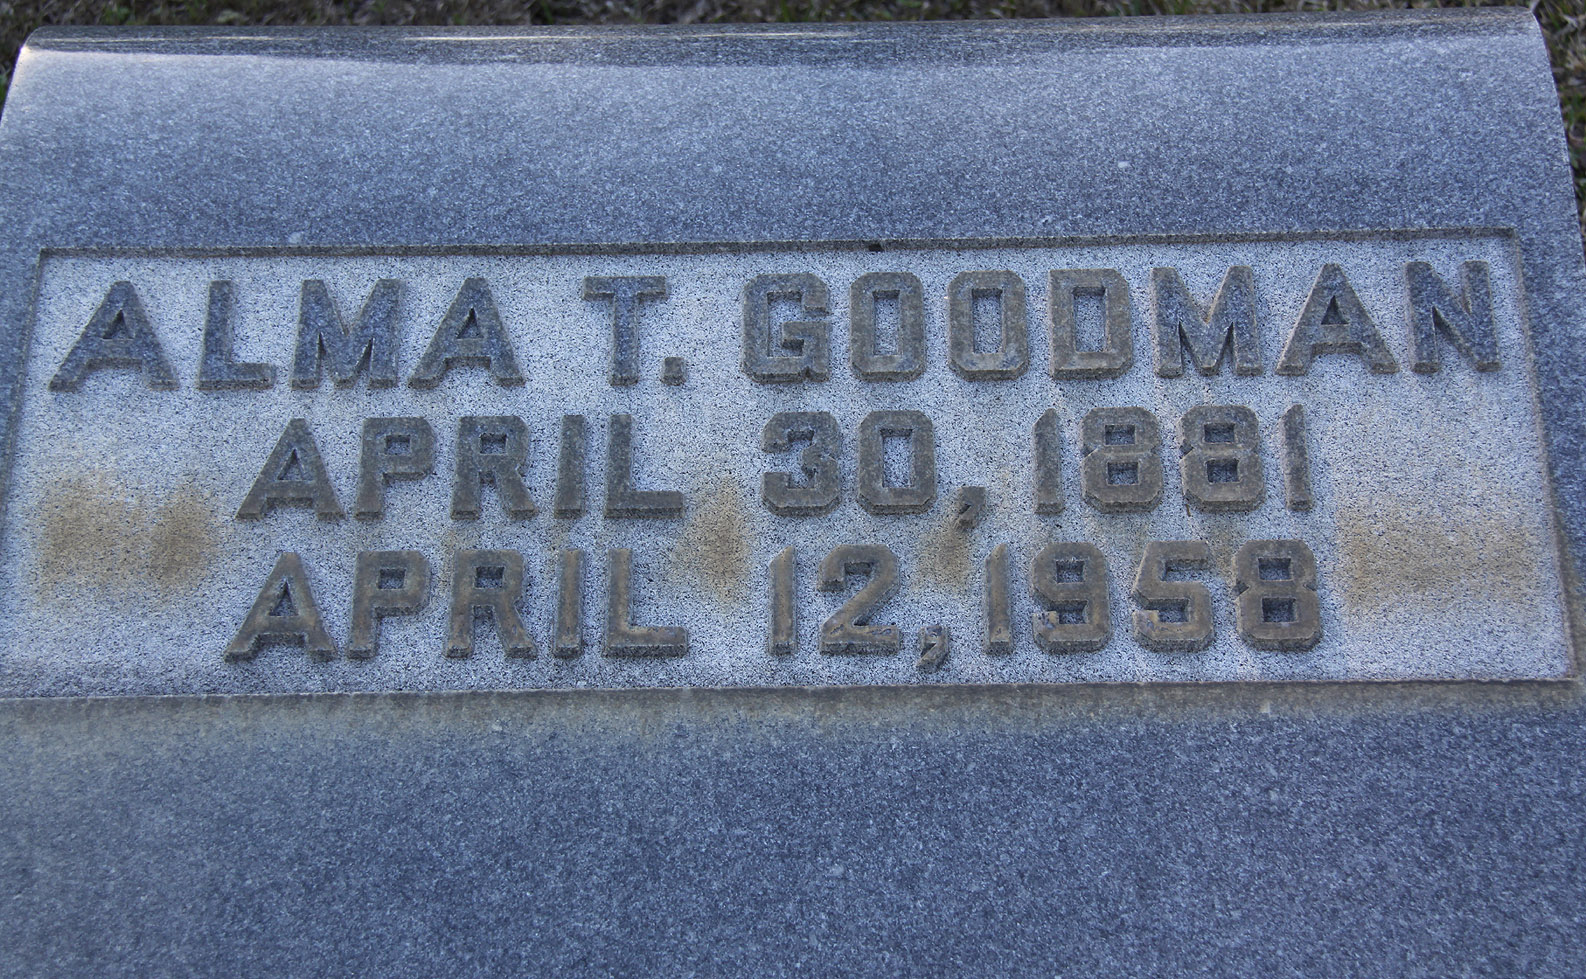 ALMA T. GOODMAN
APRIL 30, 1881
APRIL 12, 1958